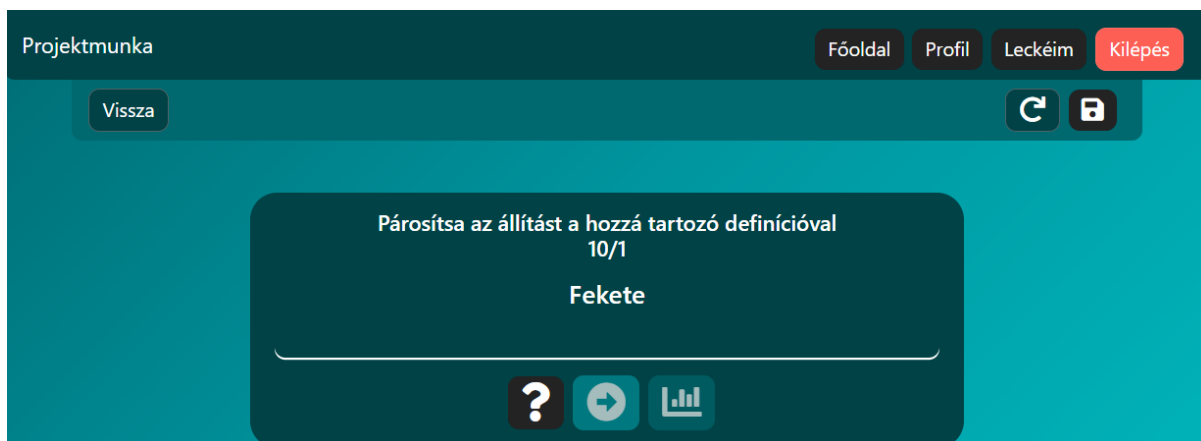 Projektmunka
Főoldal Profil Leckéim Kilépés
Vissza
Párosítsa az állítást a hozzá tartozó definícióval
10/1
Fekete
?